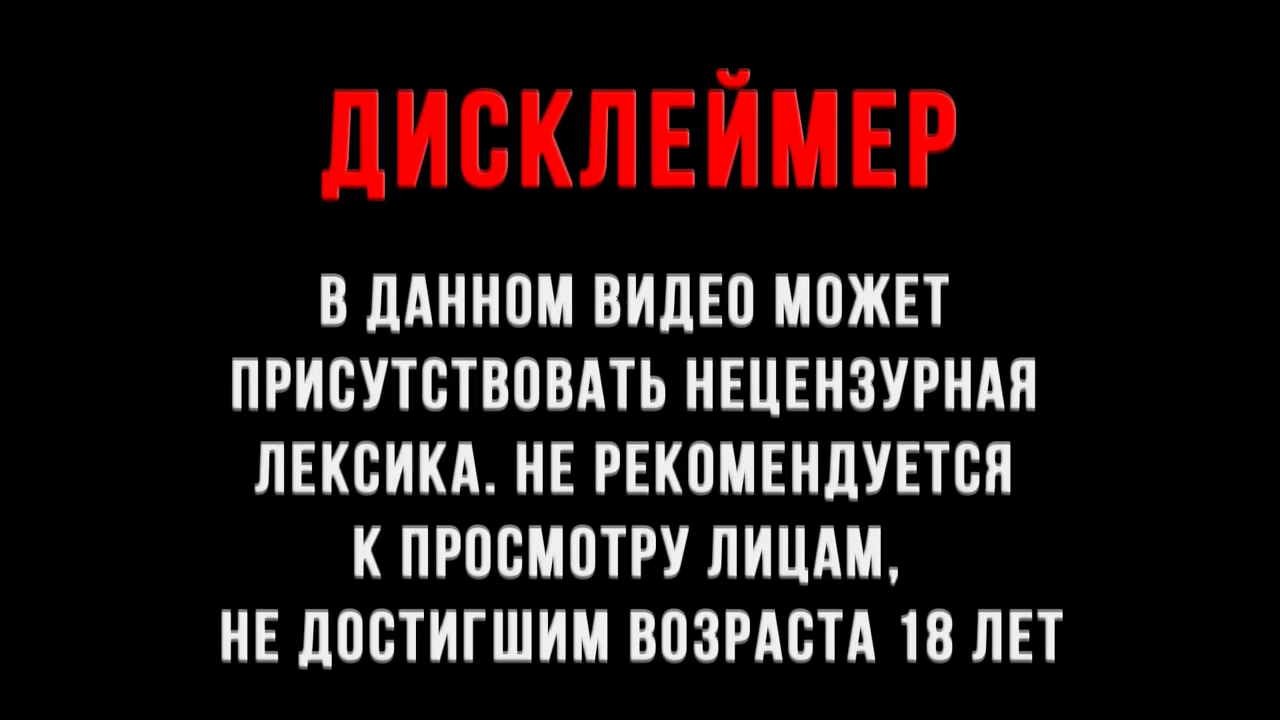 ДИСКЛЕЙМЕР
В ДАННОМ ВИДЕО МОЖЕТ
ПРИСУТСТВОВАТЬ НЕЦЕНЗУРНАЯ
ЛЕКСИКА. НЕ РЕКОМЕНДУЕТСЯ
К ПРОСМОТРУ ЛИЦАМ,
НЕ ДОСТИГШИМ ВОЗРАСТА 18 ЛЕТ